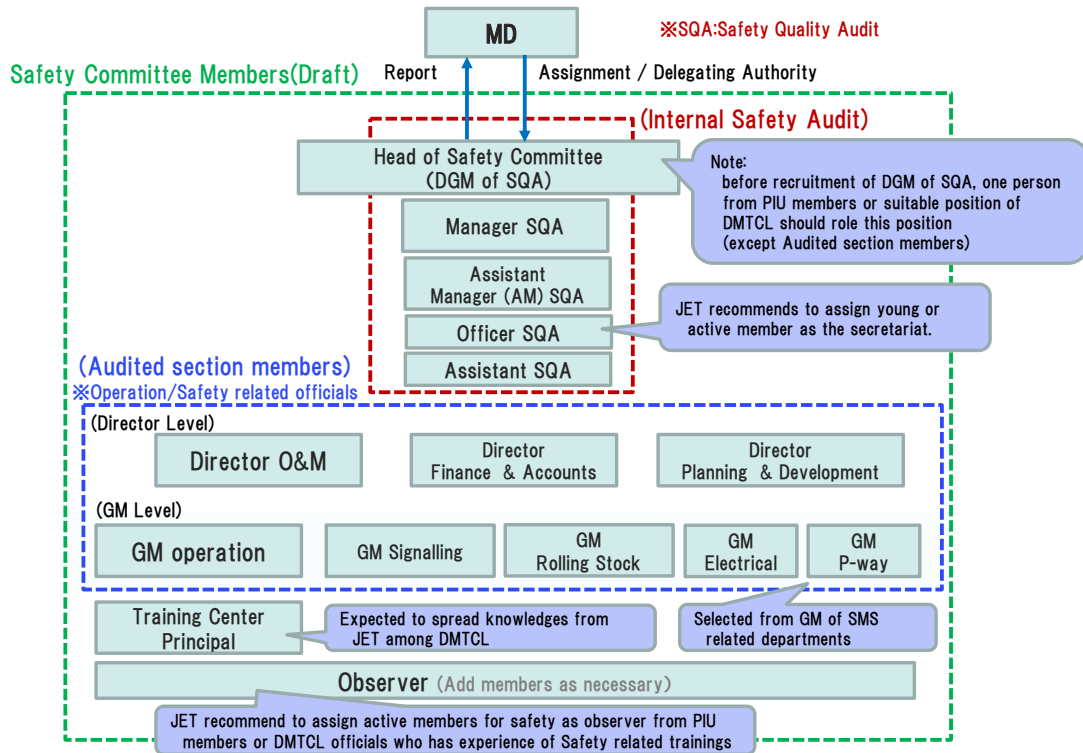 MD
※SQA:Safety Quality Audit
Safety Committee Members(Draft)
Report
Assignment / Delegating Authority
(Internal Safety Audit)
Head of Safety Committee
(DGM of SQA)
Note:
before recruitment of DGM of SQA, one person
from PIU members or suitable position of
DMTCL should role this position
(except Audited section members)
Manager SQA
Assistant
Manager (AM) SQA
Officer SQA
JET recommends to assign young or
active member as the secretariat.
Assistant SQA
(Audited section members)
※Operation/Safety related officials
(Director Level)
Director O&M
Director
Finance & Accounts
Director
Planning & Development
(GM Level)
GM operation
GM Signalling
GM
Rolling Stock
GM
Electrical
GM
P-way
Training Center
Principal
Expected to spread knowledges from
JET among DMTCL
Selected from GM of SMS
related departments
Observer (Add members as necessary)
JET recommend to assign active members for safety as observer from PIU
members or DMTCL officials who has experience of Safety related trainings